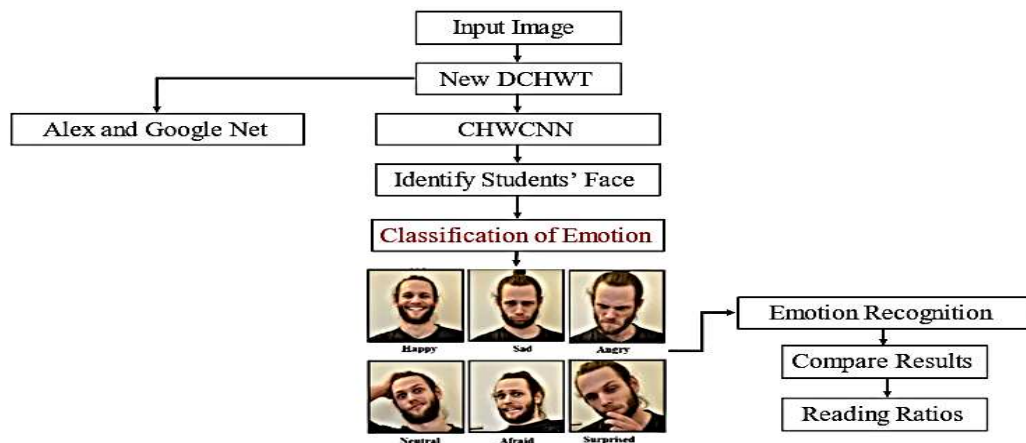 Input Image
New DCHWT
Alex and Google Net
CHWCNN
Identify Students' Face
Classification of Emotion
Happy
Sad
Angry
Neutral
Afraid
Surprised
Emotion Recognition
Compare Results
Reading Ratios